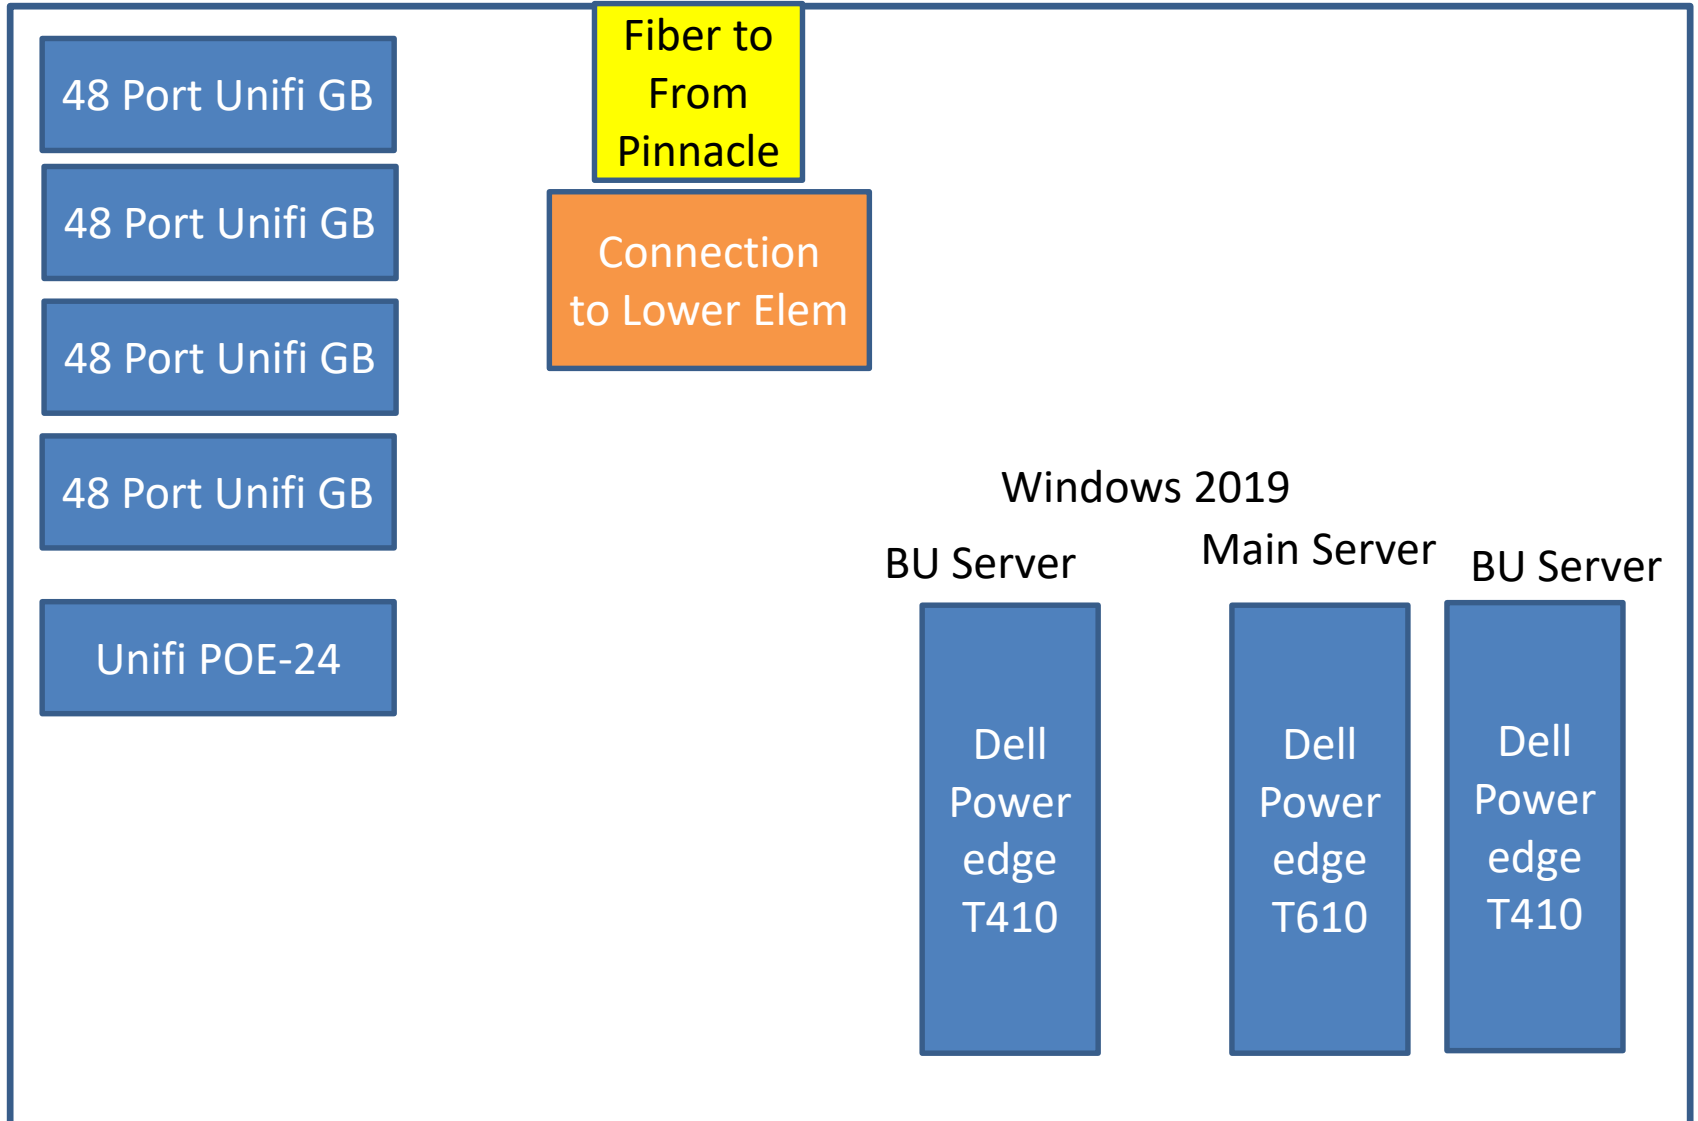 48 Port Unifi GB
48 Port Unifi GB
48 Port Unifi GB
48 Port Unifi GB
Unifi POE-24
Fiber to
From
Pinnacle
Connection
to Lower Elem
Windows 2019
BU Server
Main Server
BU Server
Dell
Power
edge
T410
Dell
Power
edge
T610
Dell
Power
edge
T410